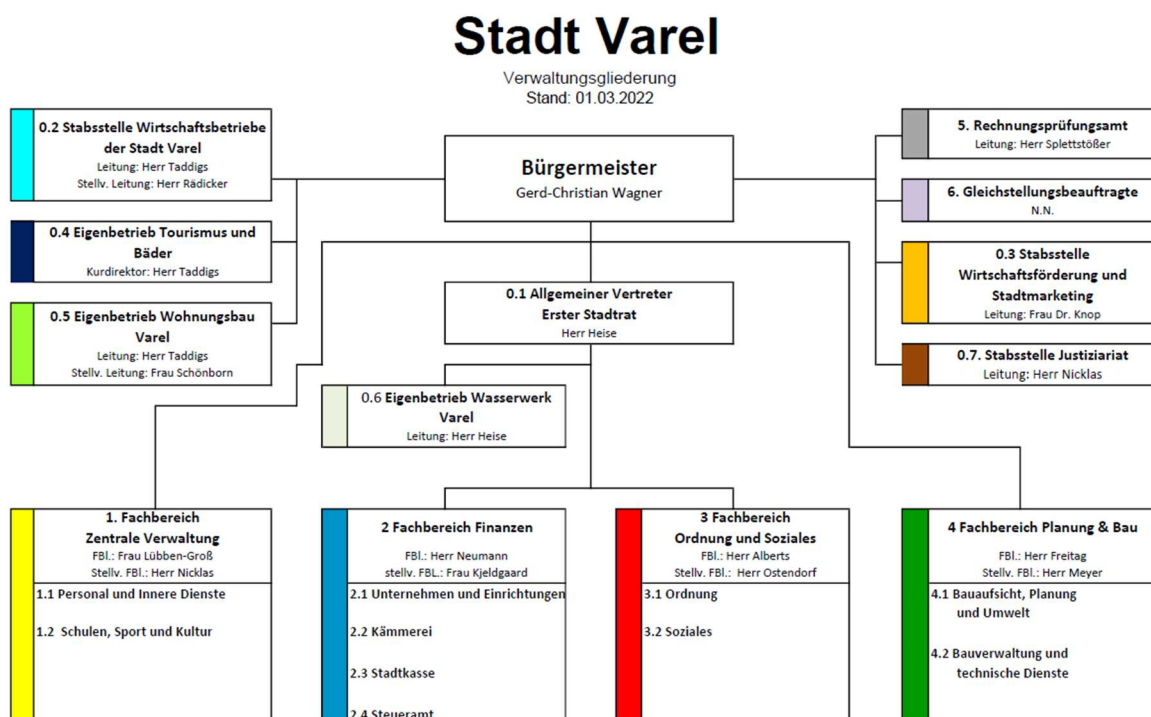 Stadt Varel
Verwaltungsgliederung
Stand: 01.03.2022
0.2 Stabsstelle Wirtschaftsbetriebe
der Stadt Varel
Leitung: Herr Taddigs
Stellv. Leitung: Herr Rädicker
0.4 Eigenbetrieb Tourismus und
Bäder
Kurdirektor: Herr Taddigs
0.5 Eigenbetrieb Wohnungsbau
Varel
Leitung: Herr Taddigs
Stellv. Leitung: Frau Schönborn
Bürgermeister
Gerd-Christian Wagner
0.1 Allgemeiner Vertreter
Erster Stadtrat
Herr Heise
0.6 Eigenbetrieb Wasserwerk
Varel
Leitung: Herr Heise
5. Rechnungsprüfungsamt
Leitung: Herr Splettstößer
6. Gleichstellungsbeauftragte
N.N.
0.3 Stabsstelle
Wirtschaftsförderung und
Stadtmarketing
Leitung: Frau Dr. Knop
0.7. Stabsstelle Justiziariat
Leitung: Herr Nicklas
1. Fachbereich
Zentrale Verwaltung
FBl.: Frau Lübben-Groß
Stellv. FBl.: Herr Nicklas
1.1 Personal und Innere Dienste
1.2 Schulen, Sport und Kultur
2 Fachbereich Finanzen
FBl.: Herr Neumann
stellv. FBL.: Frau Kjeldgaard
2.1 Unternehmen und Einrichtungen
2.2 Kämmerei
2.3 Stadtkasse
2.4 Steueramt
3 Fachbereich
Ordnung und Soziales
FBl.: Herr Alberts
Stellv. FBl.: Herr Ostendorf
3.1 Ordnung
3.2 Soziales
4 Fachbereich Planung & Bau
FBl.: Herr Freitag
Stellv. FBl.: Herr Meyer
4.1 Bauaufsicht, Planung
und Umwelt
4.2 Bauverwaltung und
technische Dienste